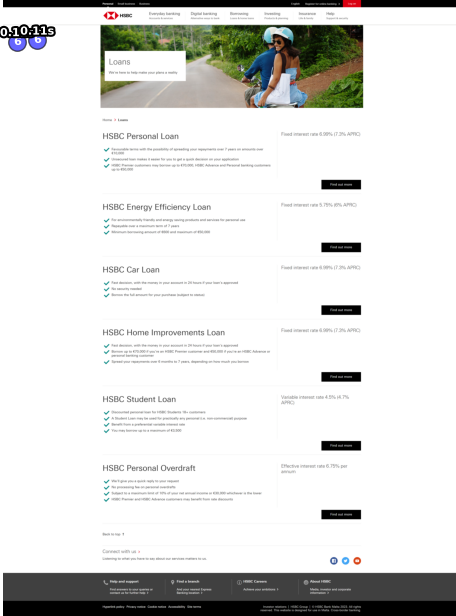 Personal Small business Business
English Register for online banking Log on
HSBC Everyday banking Digital banking Borrowing Investing Insurance Help
0.10:11s
6 6
Loans
We're here to help make your plans a reality
Home > Loans
HSBC Personal Loan
Fixed interest rate 6.99% (7.3% APRC)
Favourable terms with the possibility of spreading your repayments over 7 years on amounts over
Unsecured loan makes it easier for you to get a quick decision on your application
HSBC Premier customers may borrow up to €70,000; HSBC Advance and Personal banking customers
Find out more
HSBC Energy Efficiency Loan
Fixed interest rate 5.75% (6% APRC)
For environmentally friendly and energy saving products and services for personal use
Repayable over a maximum term of 7 years
Minimum borrowing amount of and maximum of
Find out more
HSBC Car Loan
Fixed interest rate 6.99% (7.3% APRC)
Fast decision, with the money in your account in 24 hours if your loan's approved
No security needed
Borrow the full amount for your purchase (subject to status)
Find out more
HSBC Home Improvements Loan
Fixed interest rate 6.99% (7.3% APRC)
Fast decision, with the money in your account in 24 hours if your loan's approved
Borrow up to €70,000 if you're an HSBC Premier customer and if you're an HSBC Advance or
personal banking customer
Spread your repayments over 6 months to 7 years, depending on how much you borrow
Find out more
HSBC Student Loan
Variable interest rate 4.5% (4.7%
APRC)
Discounted personal loan for HSBC Students 18+ customers
A Student Loan may be used for practically any personal (i.e. non-commercial) purpose
Benefit from a preferential variable interest rate
You may borrow up to a maximum of
Find out more
HSBC Personal Overdraft
Effective interest rate 6.75% per
annum
We'll give you a quick reply to your request
No processing fee on personal overdrafts
Subject to a maximum limit of of your net annual income or whichever is the lower
HSBC Premier and HSBC Advance customers may benefit from rate discounts
Find out more
Back to top
Connect with us
Listening to what you have to say about our services matters to us.
Help and support Find a branch HSBC Careers About HSBC
Hyperlink policy Privacy notice Cookie notice Accessibility Site terms